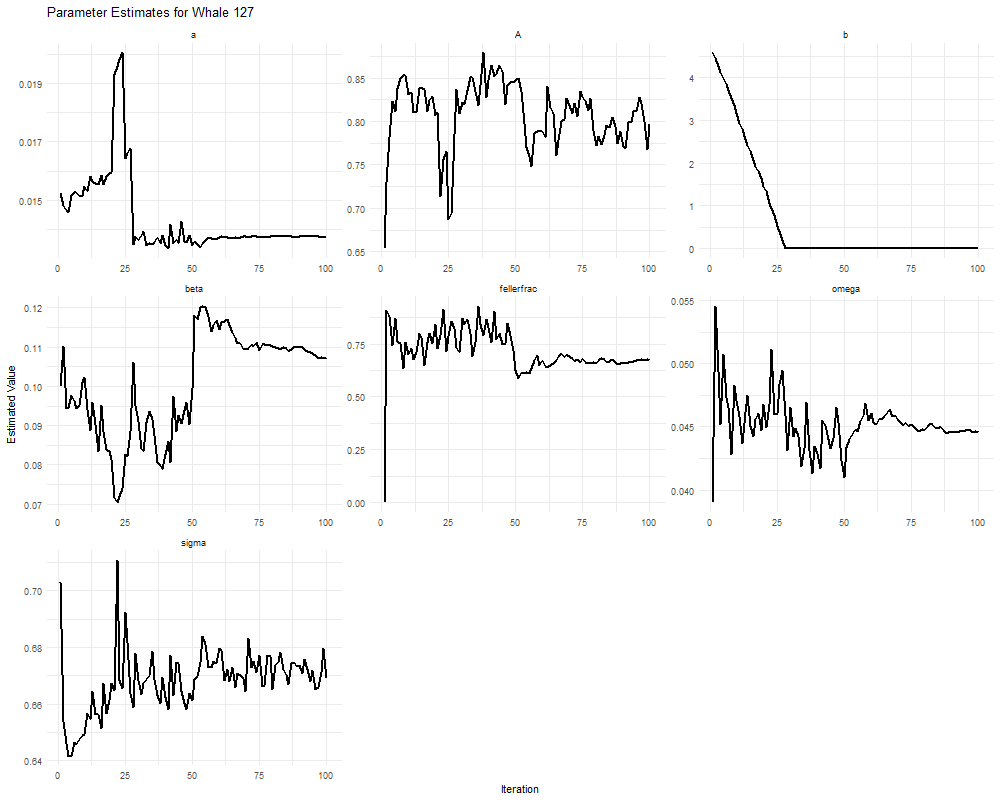 Parameter Estimates for Whale 127
a
A
b
0.019
0.017
0.015
0.85
0.80
0.75
0.70
0.65
4
3
2
1
0
0 25 50 75 100
0 25 50 75 100
0 25 50 75 100
beta
fellerfrac
omega
Estimated Value
0.12
0.11
0.10
0.09
0.08
0.07
0.75
0.50
0.25
0.00
0.055
0.050
0.045
0.040
0 25 50 75 100
0 25 50 75 100
0 25 50 75 100
sigma
0.70
0.68
0.66
0.64
0 25 50 75 100
Iteration